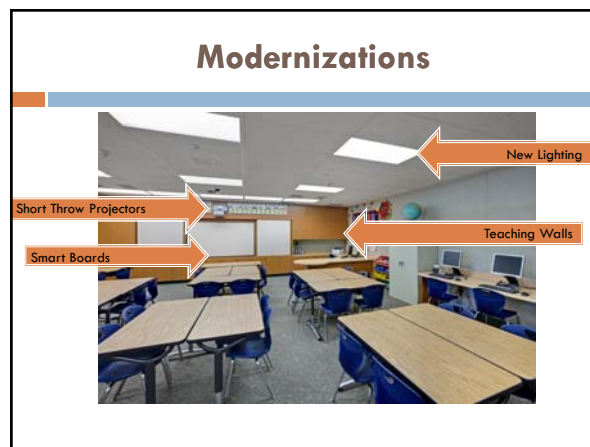 Modernizations
New Lighting
Short Throw Projectors
Teaching Walls
Smart Boards